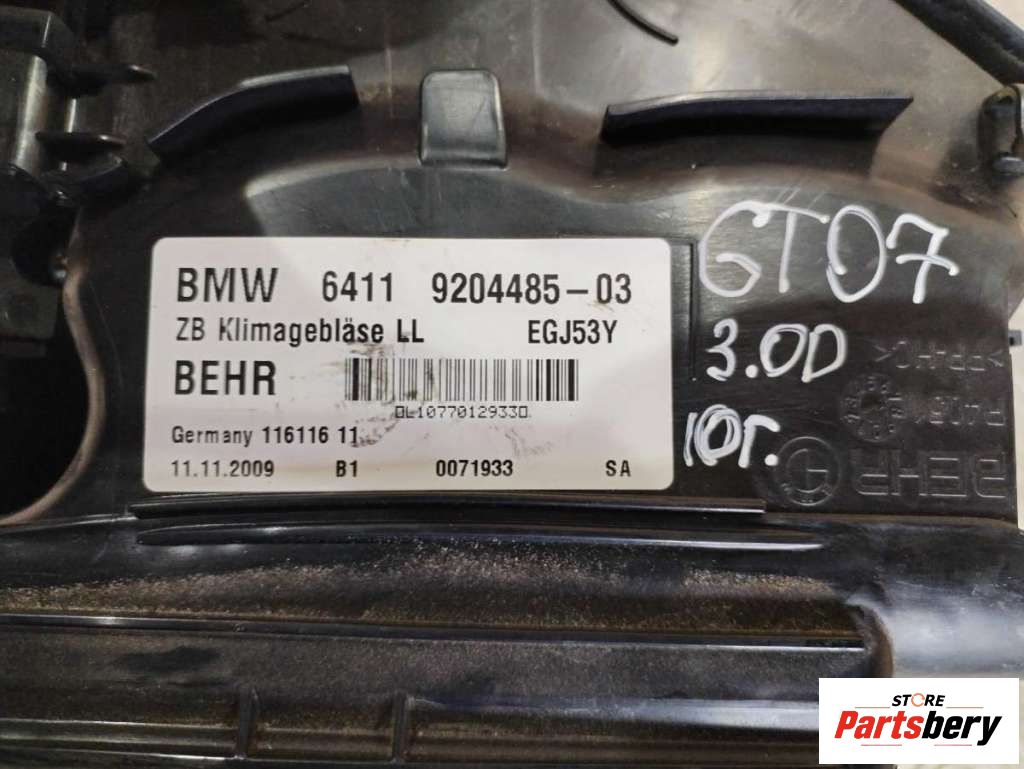 BMW 6411 9204485-03
ZB Klimagebläse LL EGJ53Y
BEHR
Germany 116116 11
11.11.2009 B1 0071933 SA
GT07
3.0D
10г.
BEHR
STORE
Partsbery